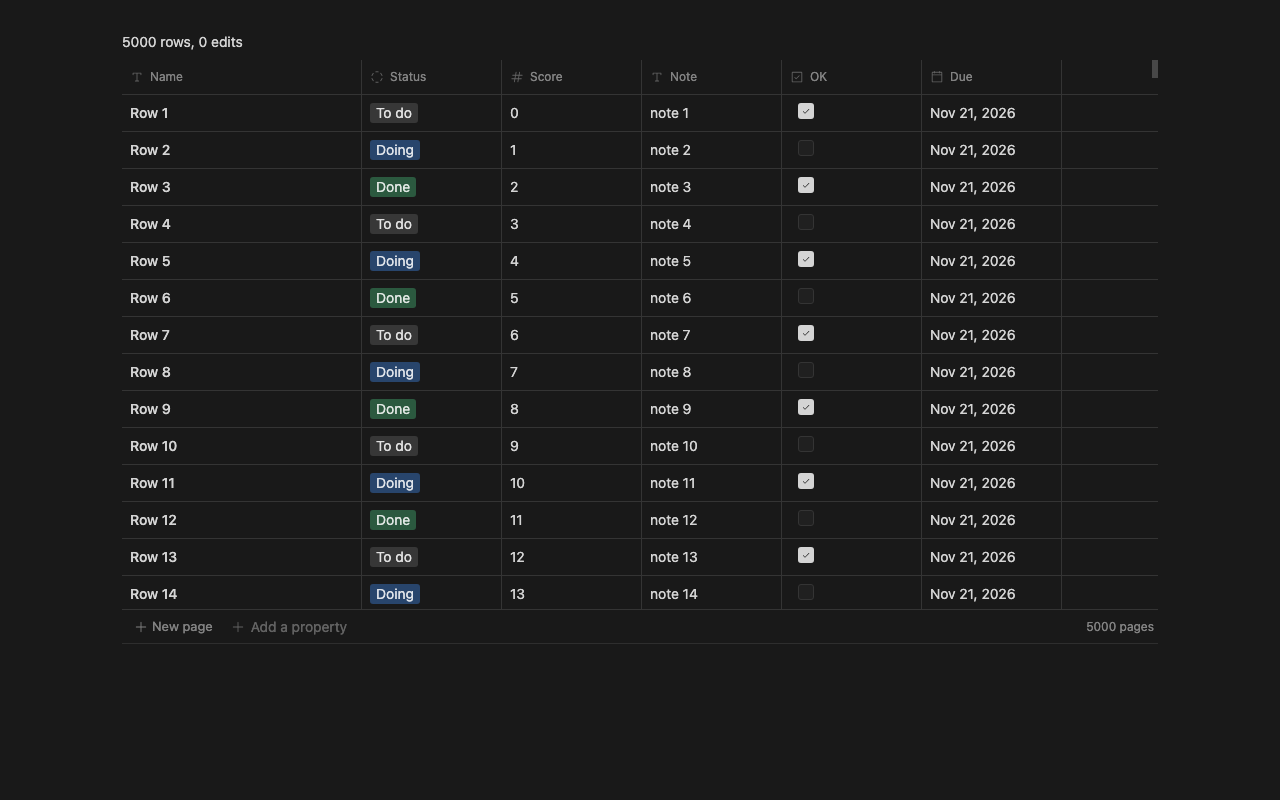 5000 rows, 0 edits
Name Status Score Note OK Due
Row 1 To do 0 note 1 Nov 21, 2026
Row 2 Doing 1 note 2 Nov 21, 2026
Row 3 Done 2 note 3 Nov 21, 2026
Row 4 To do 3 note 4 Nov 21, 2026
Row 5 Doing 4 note 5 Nov 21, 2026
Row 6 Done 5 note 6 Nov 21, 2026
Row 7 To do 6 note 7 Nov 21, 2026
Row 8 Doing 7 note 8 Nov 21, 2026
Row 9 Done 8 note 9 Nov 21, 2026
Row 10 To do 9 note 10 Nov 21, 2026
Row 11 Doing 10 note 11 Nov 21, 2026
Row 12 Done 11 note 12 Nov 21, 2026
Row 13 To do 12 note 13 Nov 21, 2026
Row 14 Doing 13 note 14 Nov 21, 2026
New page Add a property 5000 pages